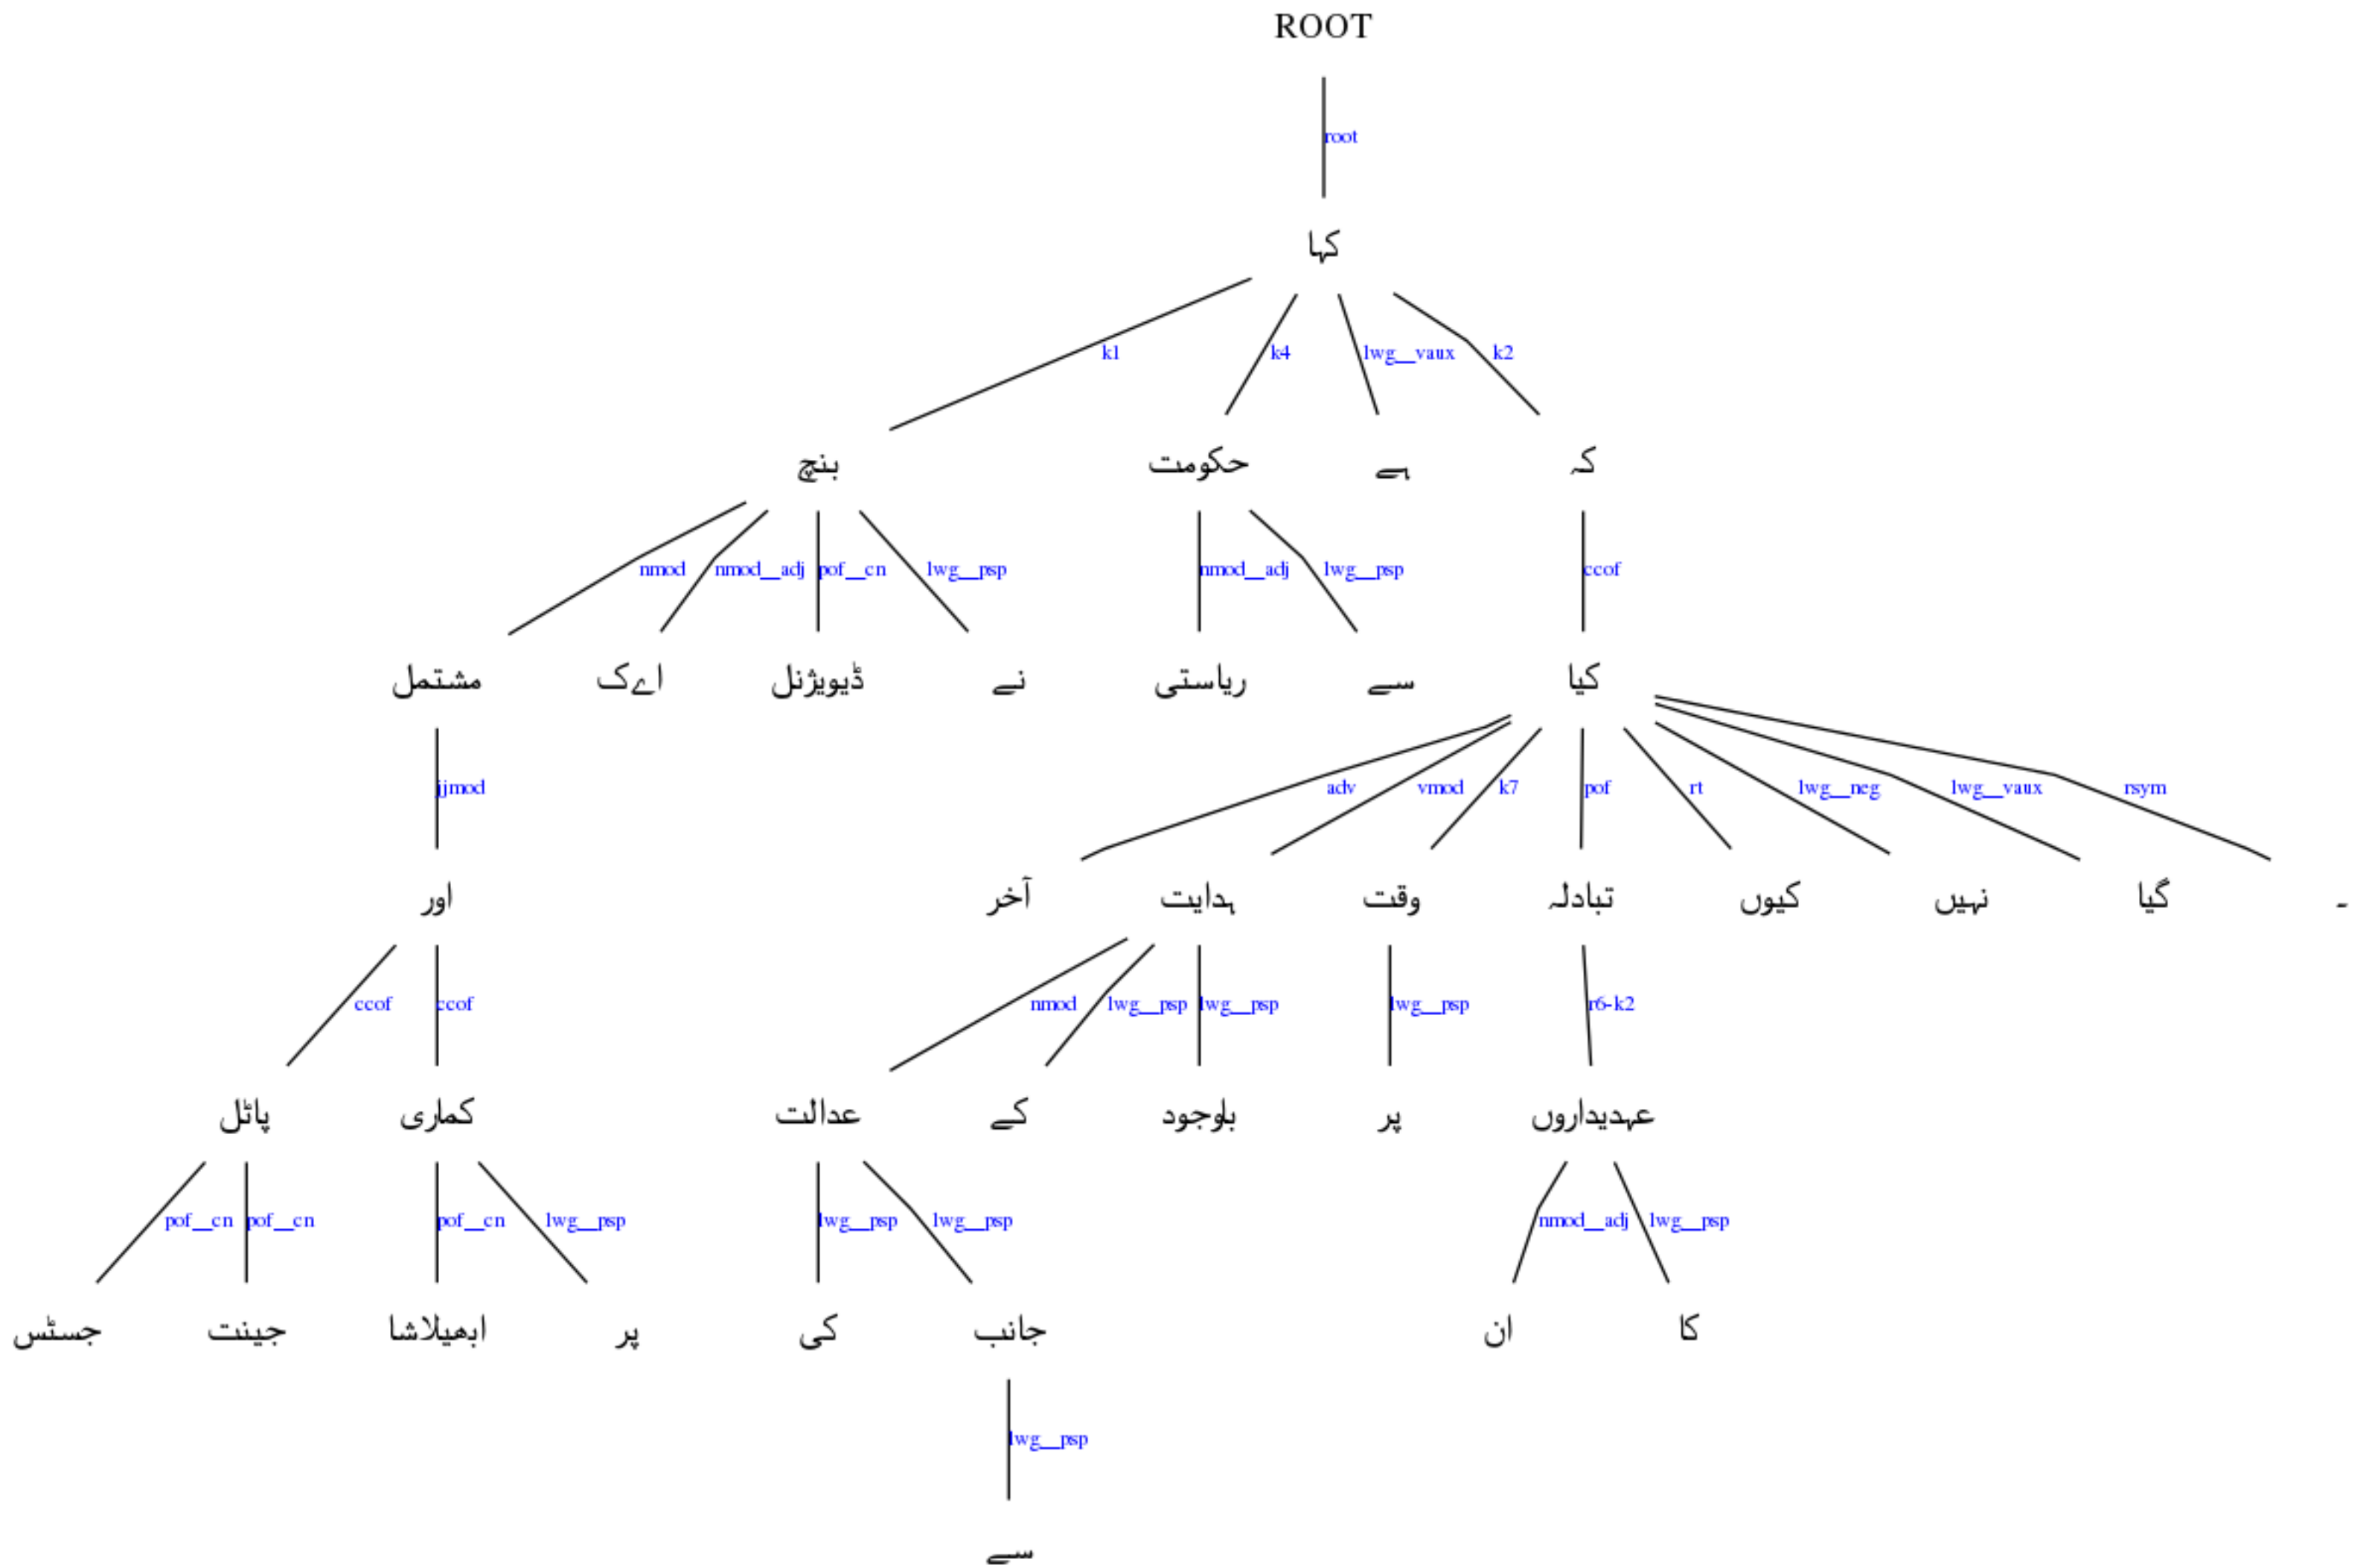 ROOT
root
کہا
k1 k4 lwg__vaux k2
بنچ حکومت ہے کہ
nmod nmod__adj pof__cn lwg__psp nmod__adj lwg__psp ccof
مشتمل اےک ڈیویژنل نے ریاستی سے کیا
jjmod adv vmod k7 pof rt lwg__neg lwg__vaux rsym
اور آخر ہدایت وقت تبادلہ کیوں نہیں گیا ۔
ccof ccof nmod lwg__psp lwg__psp lwg__psp r6-k2
پاٹل کماری عدالت کے باوجود پر عہدیداروں
pof__cn pof__cn pof__cn lwg__psp lwg__psp lwg__psp nmod__adj lwg__psp
جسٹس جینت ابھیلاشا پر کی جانب ان کا
lwg__psp
سے